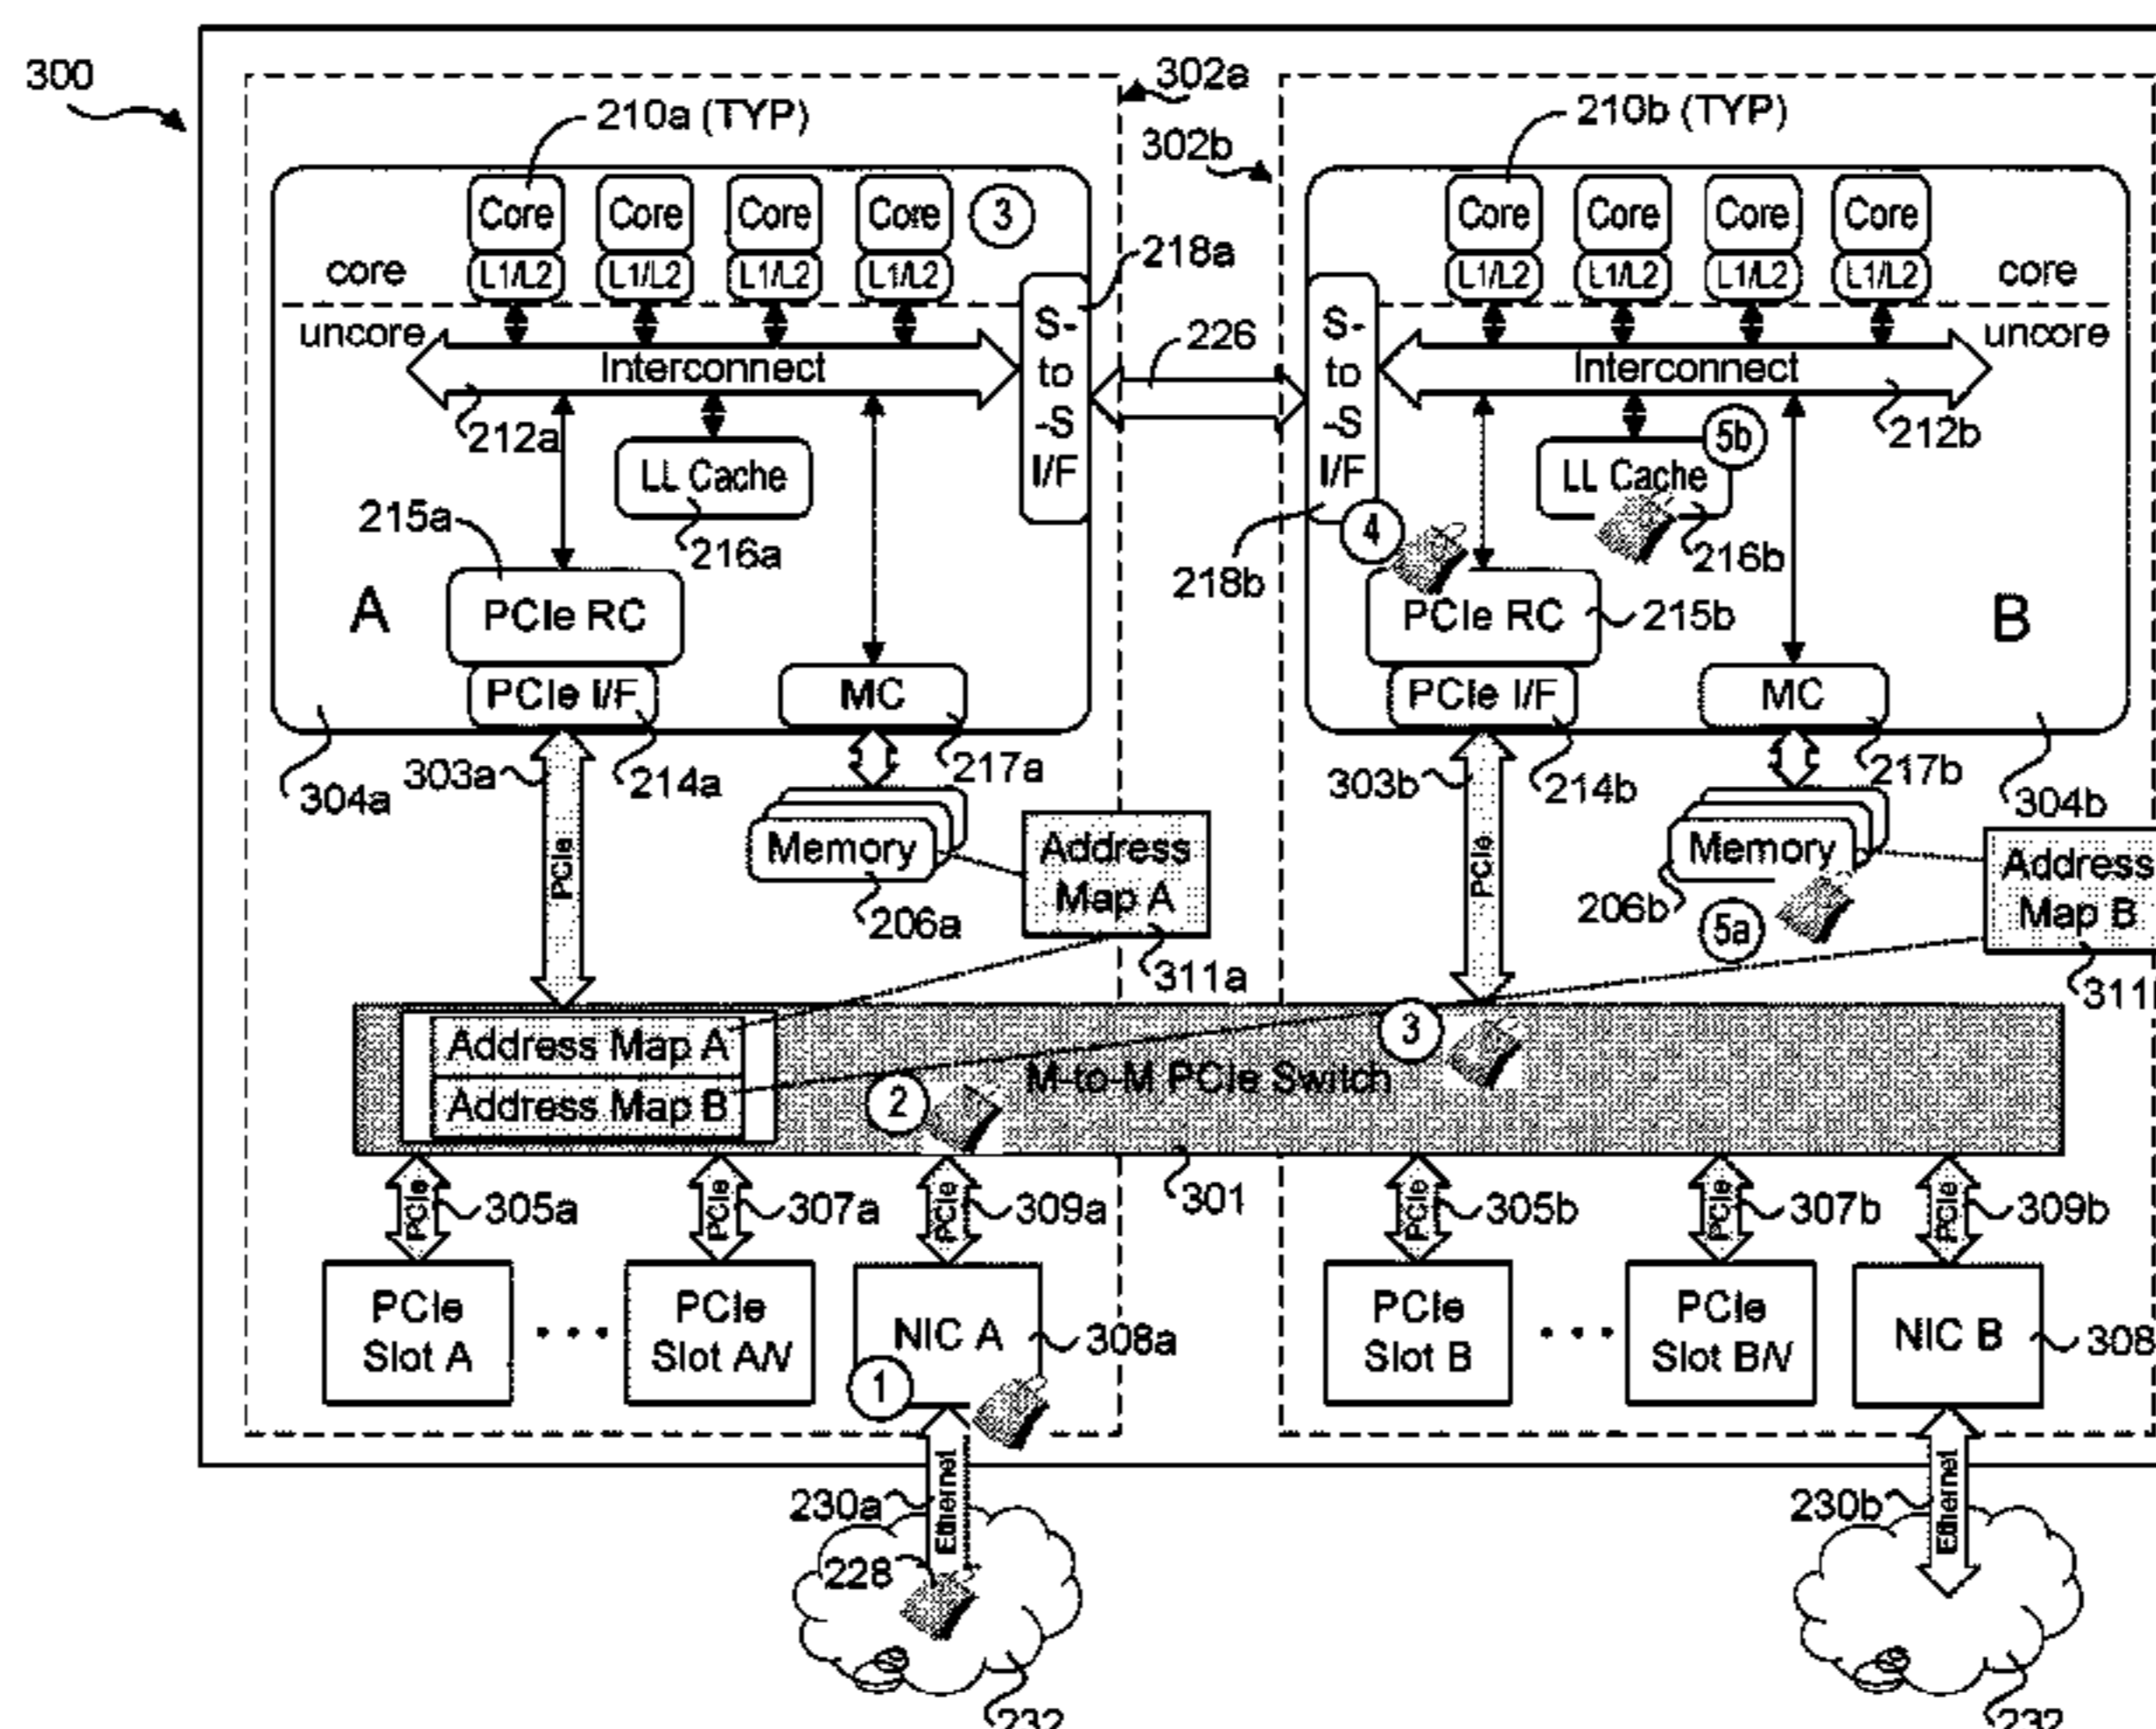 300
302a
210a (TYP)
302b
210b (TYP)
Core Core Core Core 3
L1/L2 L1/L2 L1/L2 L1/L2
core
uncore
Interconnect
212a
218a
S-
to
-S
I/F
226
LL Cache
216a
215a
PCIe RC
A
PCIe I/F
MC
304a
303a
214a
217a
PCIe
Memory
206a
Address
Map A
311a
Core Core Core Core
L1/L2 L1/L2 L1/L2 L1/L2
core
uncore
S-
to
-S
I/F
Interconnect
212b
5b
LL Cache
216b
4
218b
PCIe RC
215b
B
PCIe I/F
MC
303b
214b
217b
304b
PCIe
Memory
206b
5a
Address
Map B
311
Address Map A
Address Map B
2
M-to-M PCIe Switch
3
301
PCIe 305a
PCIe 307a
PCIe 309a
PCIe 305b
PCIe 307b
PCIe 309b
PCIe
Slot A
• • •
PCIe
Slot AN
NIC A
308a
1
PCIe
Slot B
• • •
PCIe
Slot BN
NIC B
308
230a
Ethernet
228
232
230b
Ethernet
232